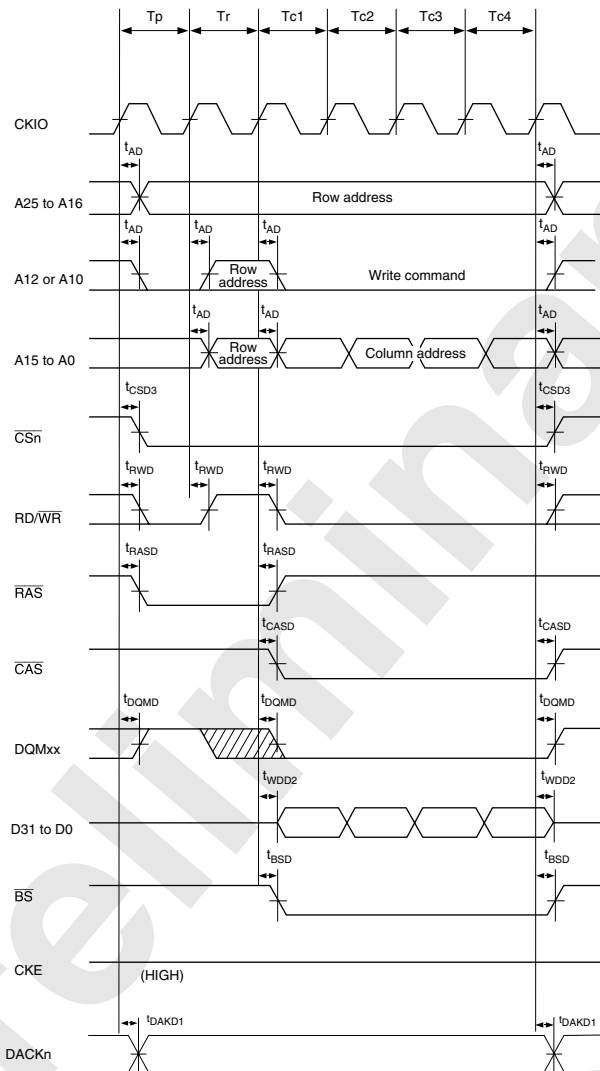 Tp Tr Tc1 Tc2 Tc3 Tc4
CKIO
tAD tAD
A25 to A16 Row address
tAD tAD tAD tAD
A12 or A10 Row address Write command
tAD tAD tAD
A15 to A0 Row address Column address
tCSD3 tCSD3
CSn
tRWD tRWD tRWD tRWD
RD/WR
tRASD tRASD
RAS
tCASD tCASD
CAS
tDQMD tDQMD tDQMD
DQMxx
tWDD2 tWDD2
D31 to D0
tBSD tBSD
BS
CKE (HIGH)
tDAKD1 tDAKD1
DACKn